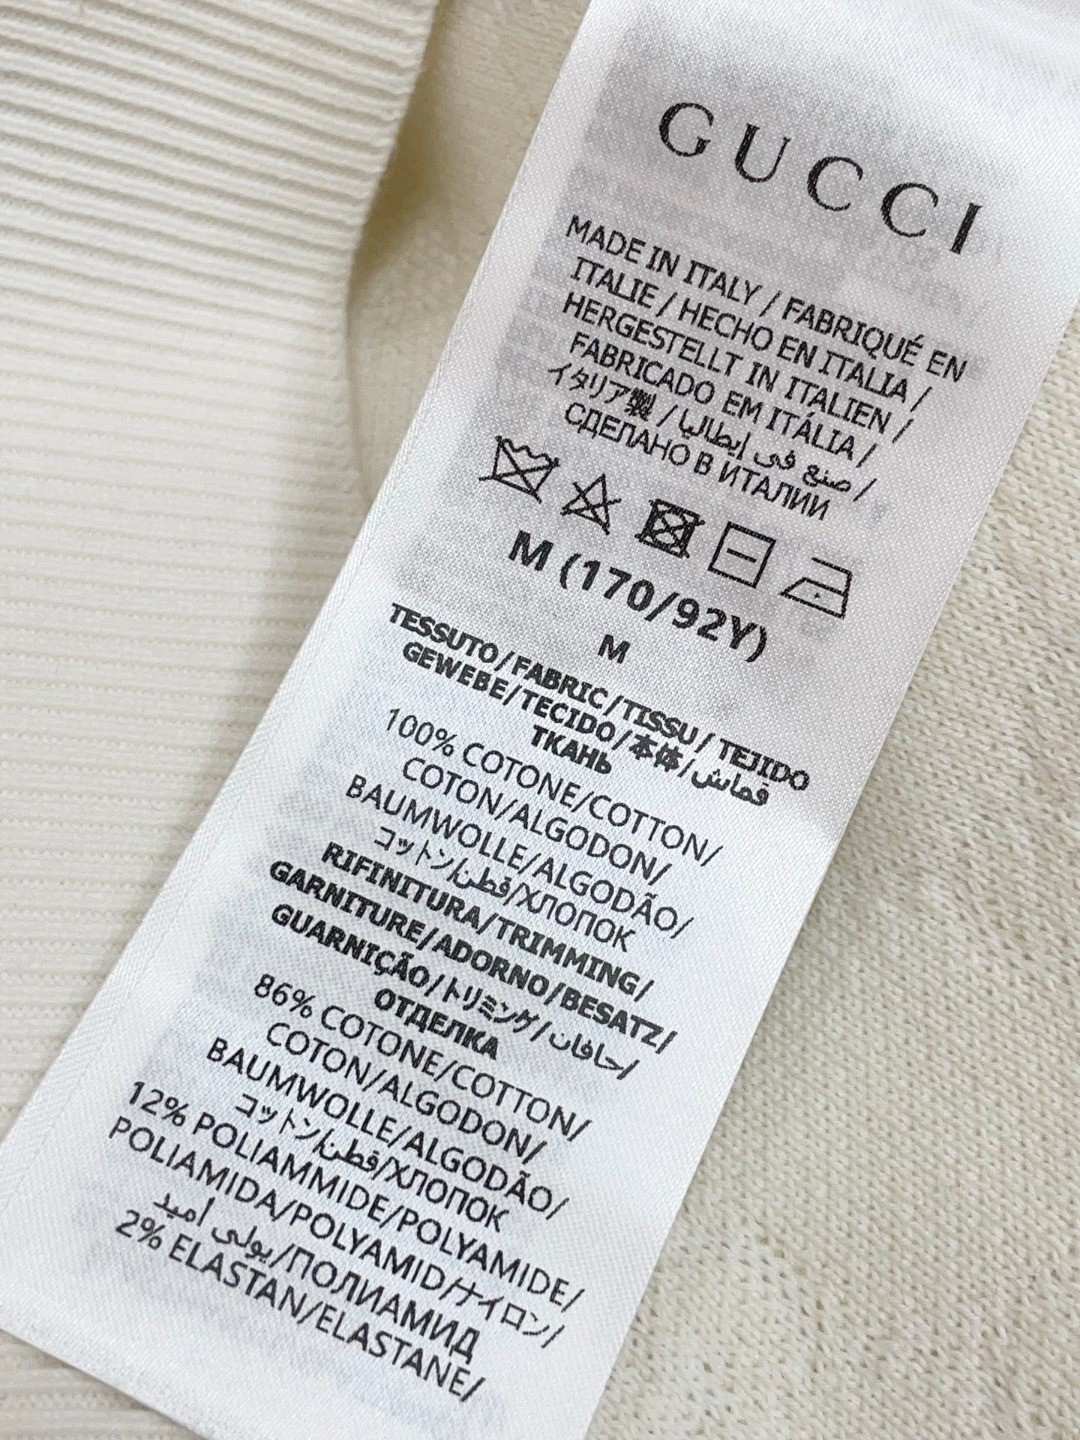 GUCCI
MADE IN ITALY / FABRIQUÉ EN
ITALIE / HECHO EN ITALIA /
HERGESTELLT IN ITALIEN /
FABRICADO EM ITÁLIA /
イタリア製 / صنع في إيطاليا /
СДЕЛАНО В ИТАЛИИ
M (170/92Y)
M
TESSUTO/FABRIC/TISSU/TEJIDO
GEWEBE/TECIDO/本体/قماش
ТКАНЬ
100% COTONE/COTTON/
COTON/ALGODON/
BAUMWOLLE/ALGODÃO/
コットン/قطن/ХЛОПОК
RIFINITURA/TRIMMING/
GARNITURE/ADORNO/BESATZ/
GUARNIÇÃO/トリミング/حافات/
ОТДЕЛКА
86% COTONE/COTTON/
COTON/ALGODON/
BAUMWOLLE/ALGODÃO/
コットン/قطن/ХЛОПОК
12% POLIAMMIDE/POLYAMIDE/
POLIAMIDA/POLYAMID/ナイロン/
بولي أميد/ПОЛИАМИД
2% ELASTAN/ELASTANE/